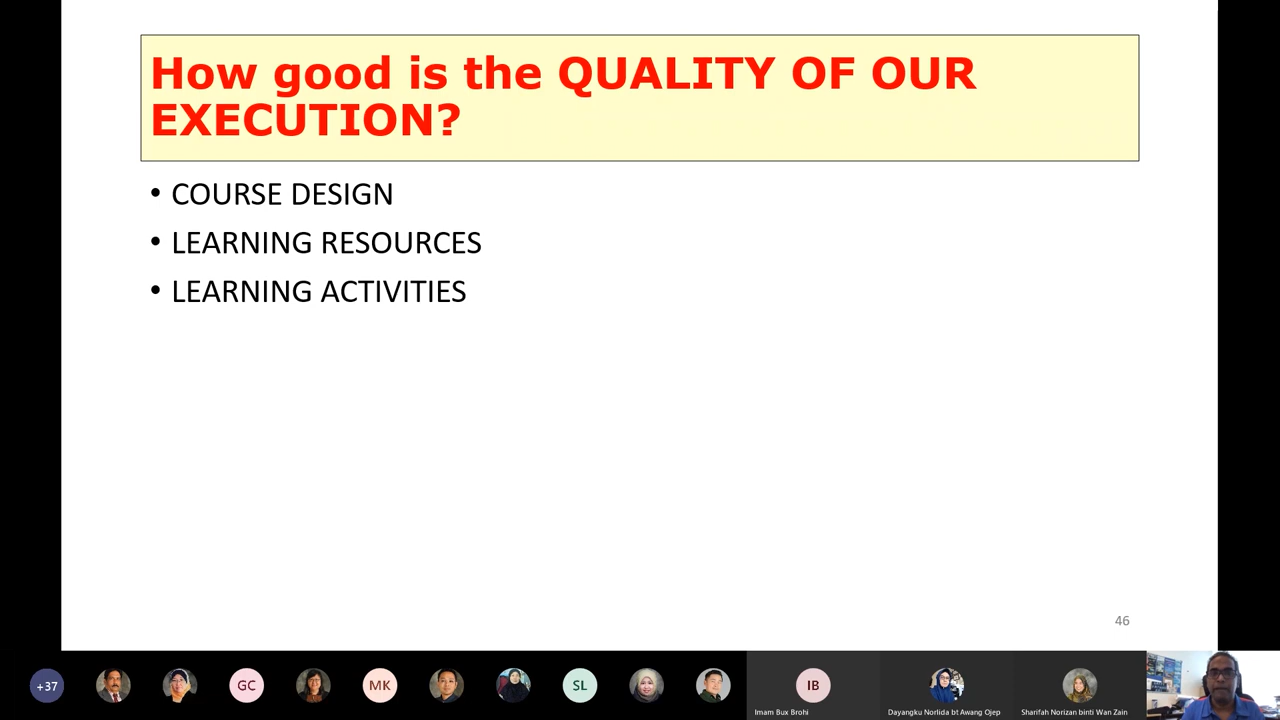 How good is the QUALITY OF OUR
EXECUTION?
• COURSE DESIGN
• LEARNING RESOURCES
• LEARNING ACTIVITIES
46
+37
GC
MK
SL
IB
Imam Bux Brohi
Dayangku Norlida bt Awang Ojep
Sharifah Norizan binti Wan Zain